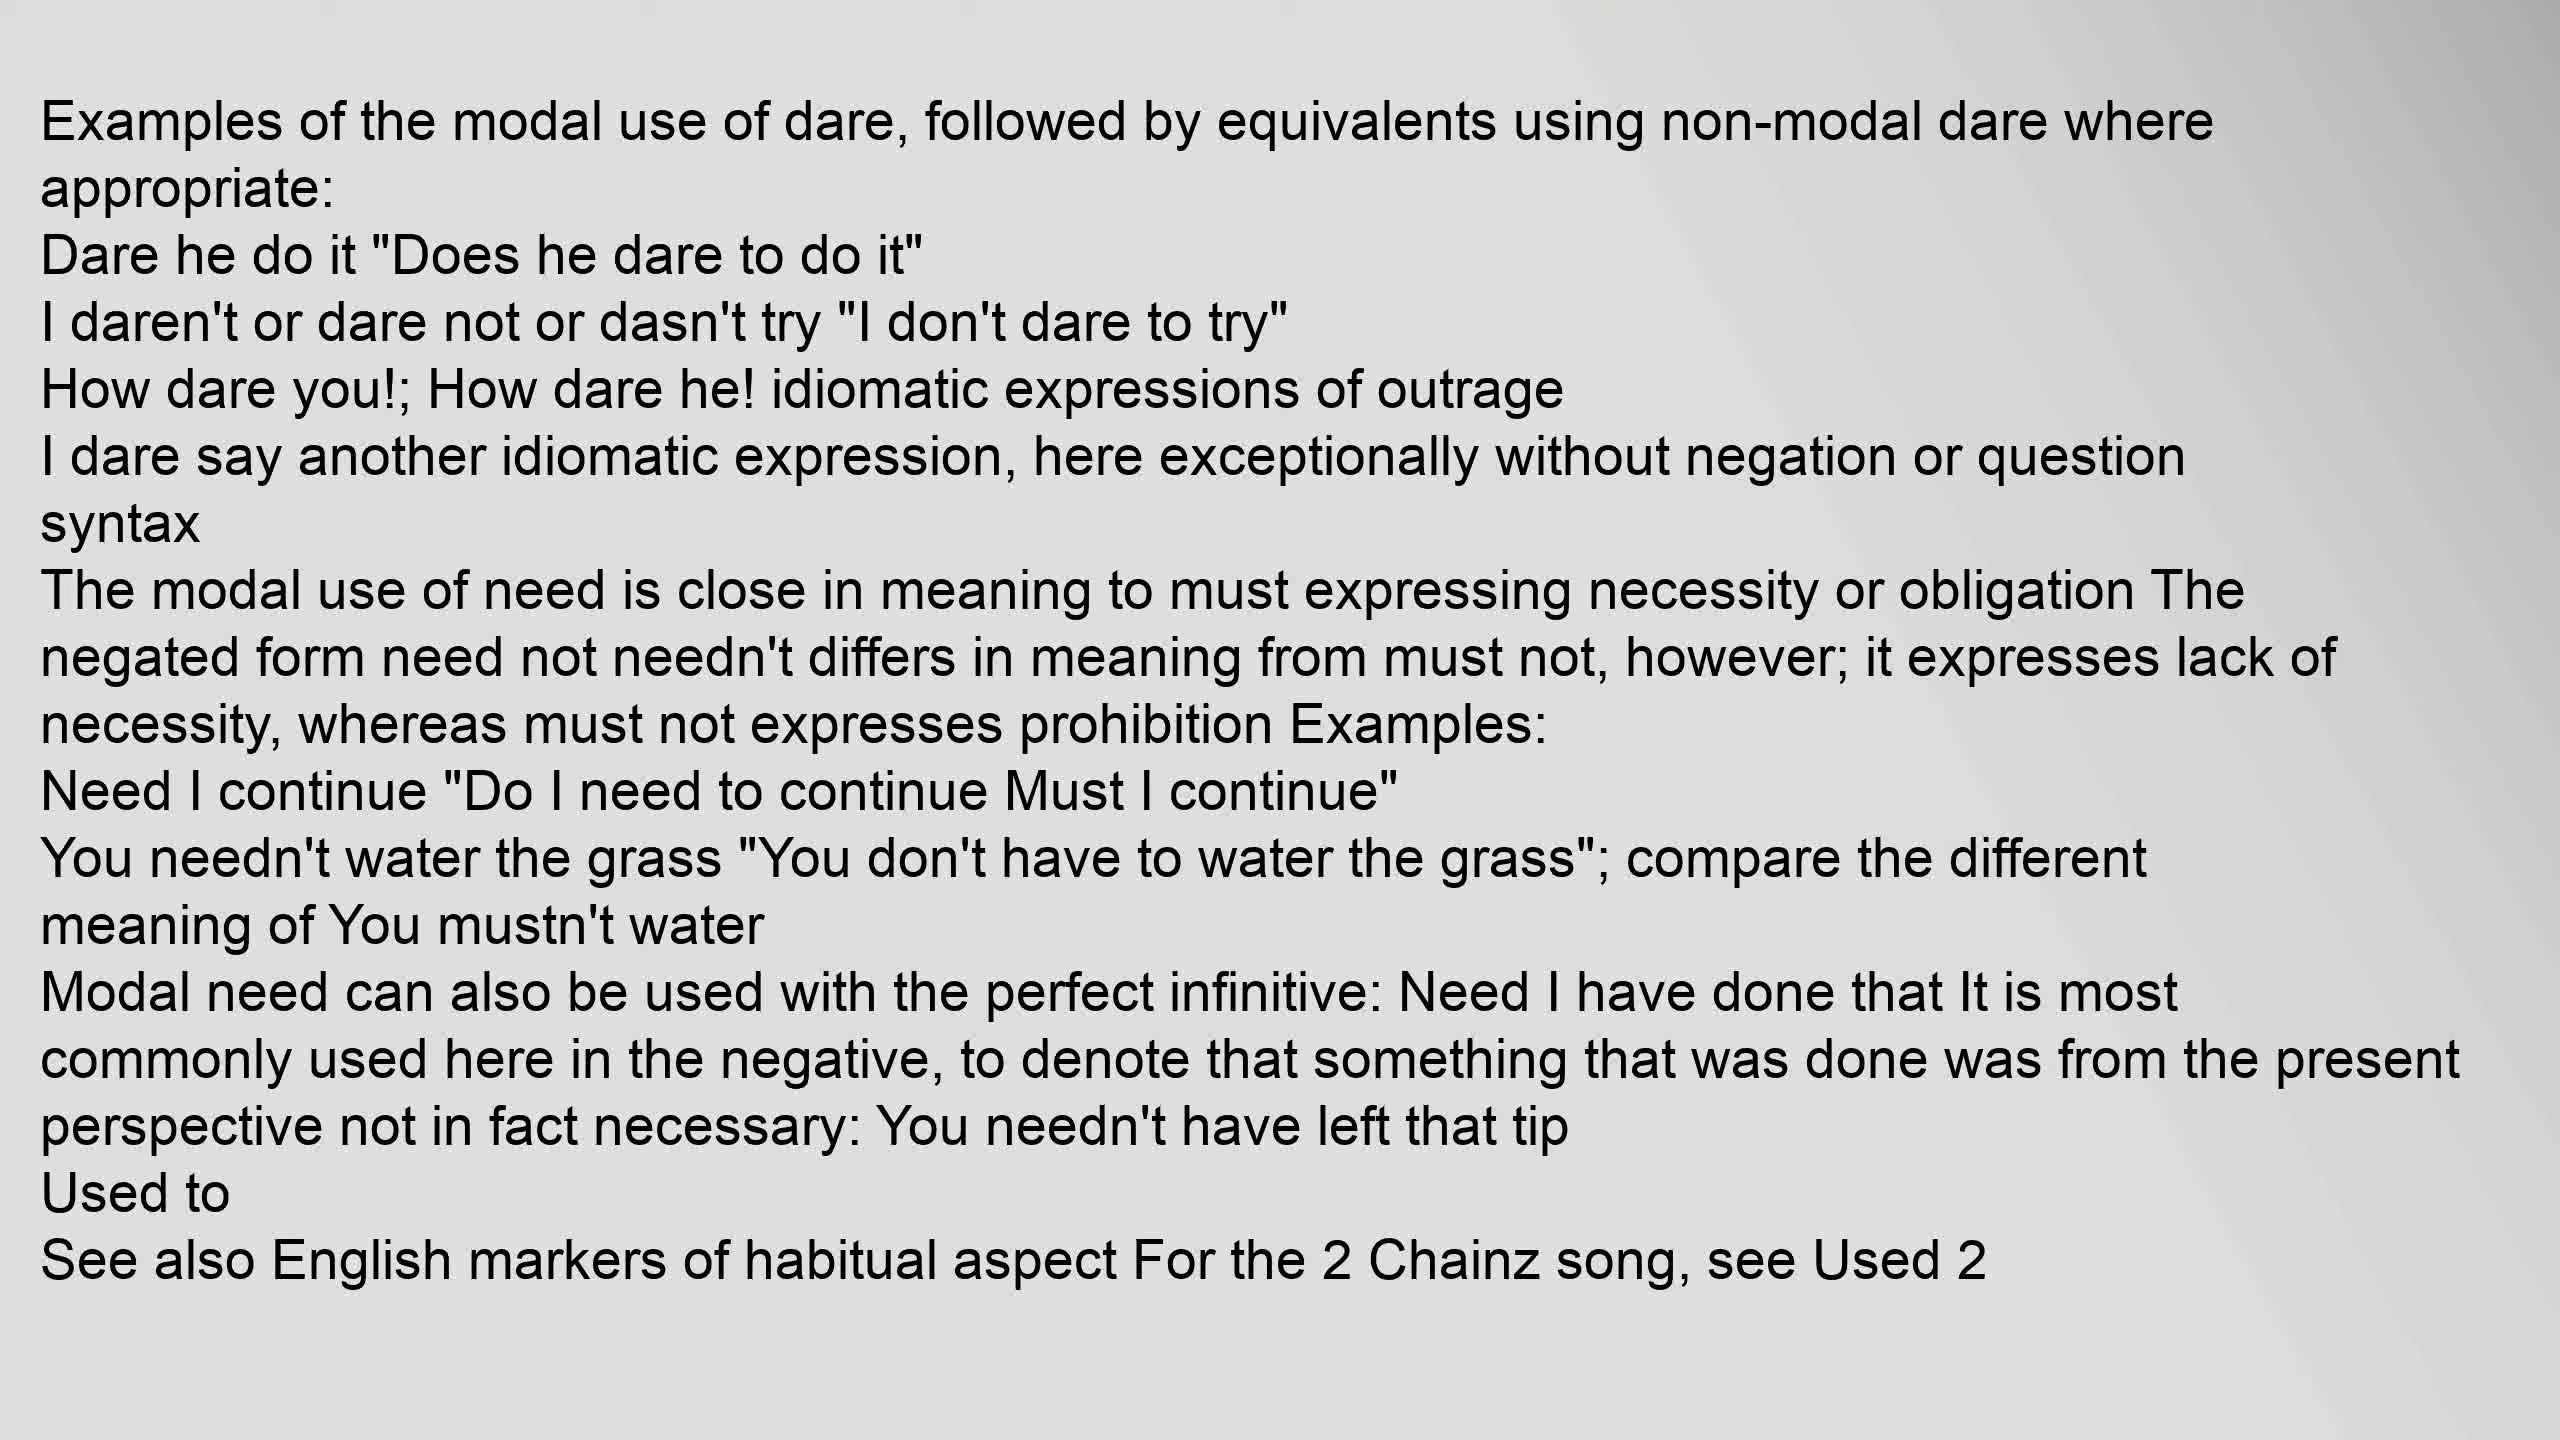 Examples of the modal use of dare, followed by equivalents using non-modal dare where
appropriate:
Dare he do it "Does he dare to do it"
I daren't or dare not or dasn't try "I don't dare to try"
How dare you!; How dare he! idiomatic expressions of outrage
I dare say another idiomatic expression, here exceptionally without negation or question
syntax
The modal use of need is close in meaning to must expressing necessity or obligation The
negated form need not needn't differs in meaning from must not, however; it expresses lack of
necessity, whereas must not expresses prohibition Examples:
Need I continue "Do I need to continue Must I continue"
You needn't water the grass "You don't have to water the grass"; compare the different
meaning of You mustn't water
Modal need can also be used with the perfect infinitive: Need I have done that It is most
commonly used here in the negative, to denote that something that was done was from the present
perspective not in fact necessary: You needn't have left that tip
Used to
See also English markers of habitual aspect For the 2 Chainz song, see Used 2